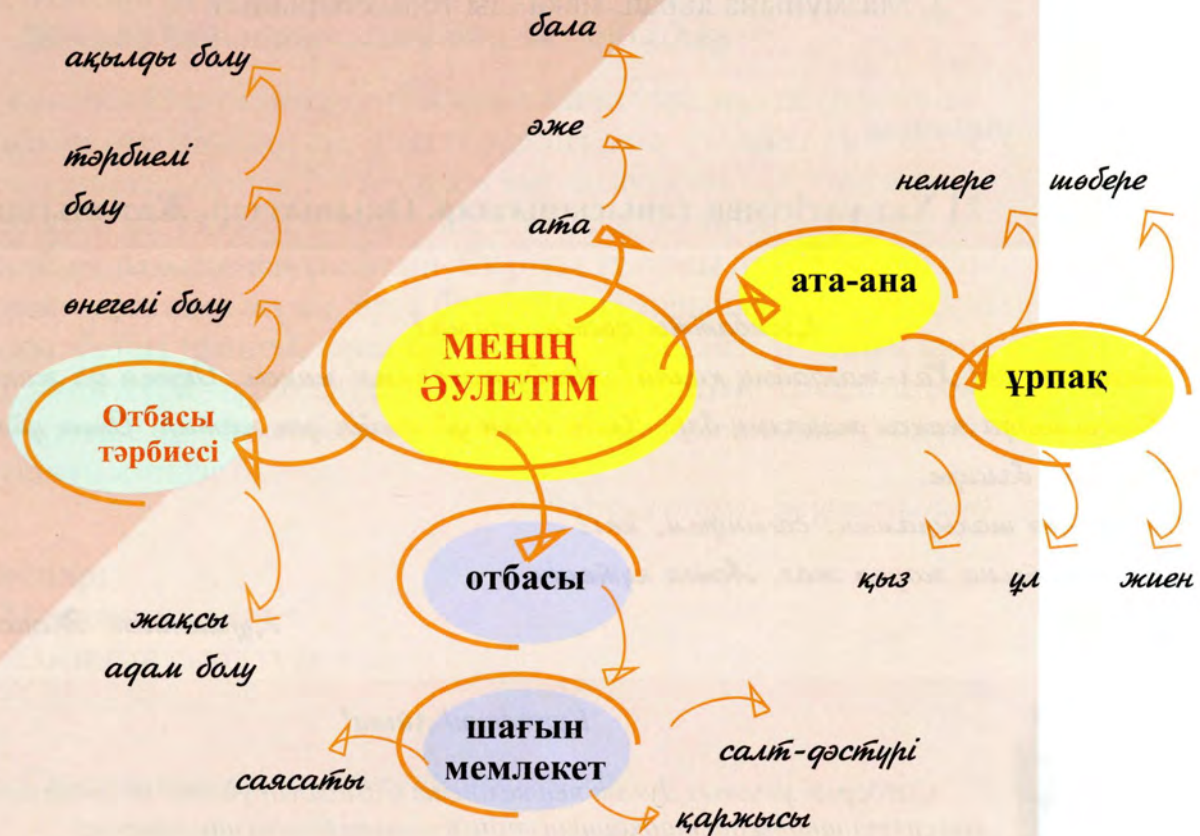 бала
ақылды болу
әже
тәрбиелі
болу
немере
шөбере
ата
ата-ана
өнегелі болу
МЕНІҢ
ӘУЛЕТІМ
ұрпақ
Отбасы
тәрбиесі
отбасы
қыз
ұл
жиен
жақсы
адам болу
шағын
мемлекет
салт-дәстүрі
саясаты
қаржысы